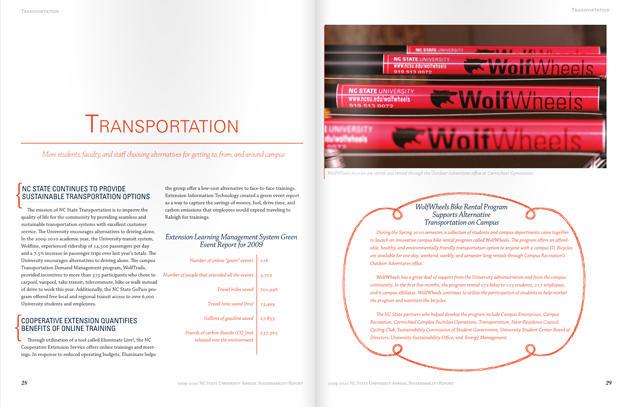 Transportation
Transportation
More students, faculty, and staff choosing alternatives for getting to, from, and around campus
NC STATE CONTINUES TO PROVIDE
SUSTAINABLE TRANSPORTATION OPTIONS
The mission of NC State Transportation is to improve the
quality of life for the community by providing seamless and
sustainable transportation systems with excellent customer
service. The University encourages alternatives to driving alone.
In the 2009-2010 academic year, the University transit system,
Wolfline, experienced ridership of 14,500 passengers per day
and a 7.5% increase in passenger trips over last year's totals. The
University encourages alternatives to driving alone. The campus
Transportation Demand Management program, WolfTrails,
provided incentives to more than 375 participants who chose to
carpool, vanpool, take transit, telecommute, bike or walk instead
of drive to work this year. Additionally, the NC State GoPass pro-
gram offered free local and regional transit access to over 6,000
University students and employees.
COOPERATIVE EXTENSION QUANTIFIES
BENEFITS OF ONLINE TRAINING
Through utilization of a tool called Elluminate Live!, the NC
Cooperative Extension Service offers online trainings and meet-
ings. In response to reduced operating budgets, Elluminate helps
the group offer a low-cost alternative to face-to-face trainings.
Extension Information Technology created a green event report
as a way to capture the savings of money, fuel, drive time, and
carbon emissions that employees would expend traveling to
Raleigh for trainings.
Extension Learning Management System Green
Event Report for 2009
Number of online "green" events
Number of people that attended all the events
Travel miles saved
Travel time saved (hrs)
Gallons of gasoline saved
Pounds of carbon dioxide (CO2) not
released into the environment
28
2009-2010 NC State University Annual Sustainability Report
Transportation
NC STATE UNIVERSITY
NC STATE UNIVERSITY
www.ncsu.edu/wolfwheels
919 513 0072
WolfWheels
NC STATE UNIVERSITY
www.ncsu.edu/wolfwheels
919 513 0072
WolfWheels
UNIVERSITY
wolfwheels
WolfWheels
WolfWheels bicycles are stored and rented through the Outdoor Adventures office at Carmichael Gymnasium.
WolfWheels Bike Rental Program
Supports Alternative
Transportation on Campus
During the Spring 2010 semester, a collection of students and campus departments came together
to launch an innovative campus bike rental program called WolfWheels. The program offers an afford-
able, healthy, and environmentally friendly transportation option to anyone with a campus ID. Bicycles
are available for one-day, weekend, weekly, and semester-long rentals through Campus Recreation's
Outdoor Adventures office.
WolfWheels has a great deal of support from the University administration and from the campus
community. In the first five months, the program rented 172 bikes to 113 students, 117 employees,
and 6 campus affiliates. WolfWheels continues to utilize the participation of students to help market
the program and maintain the bicycles.
The NC State partners who helped develop the program include Campus Enterprises, Campus
Recreation, Carmichael Complex Facilities Operations, Transportation, Inter-Residence Council,
Cycling Club, Sustainability Commission of Student Government, University Student Center Board of
Directors, University Sustainability Office, and Energy Management.
2009-2010 NC State University Annual Sustainability Report
29